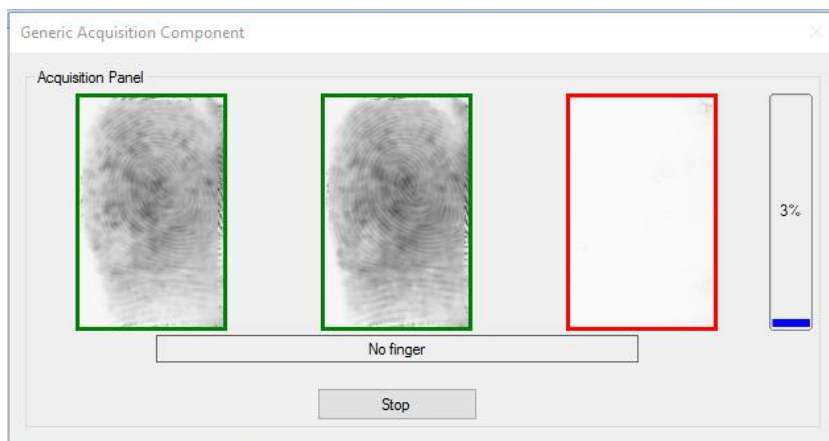 Generic Acquisition Component
Acquisition Panel
3%
No finger
Stop